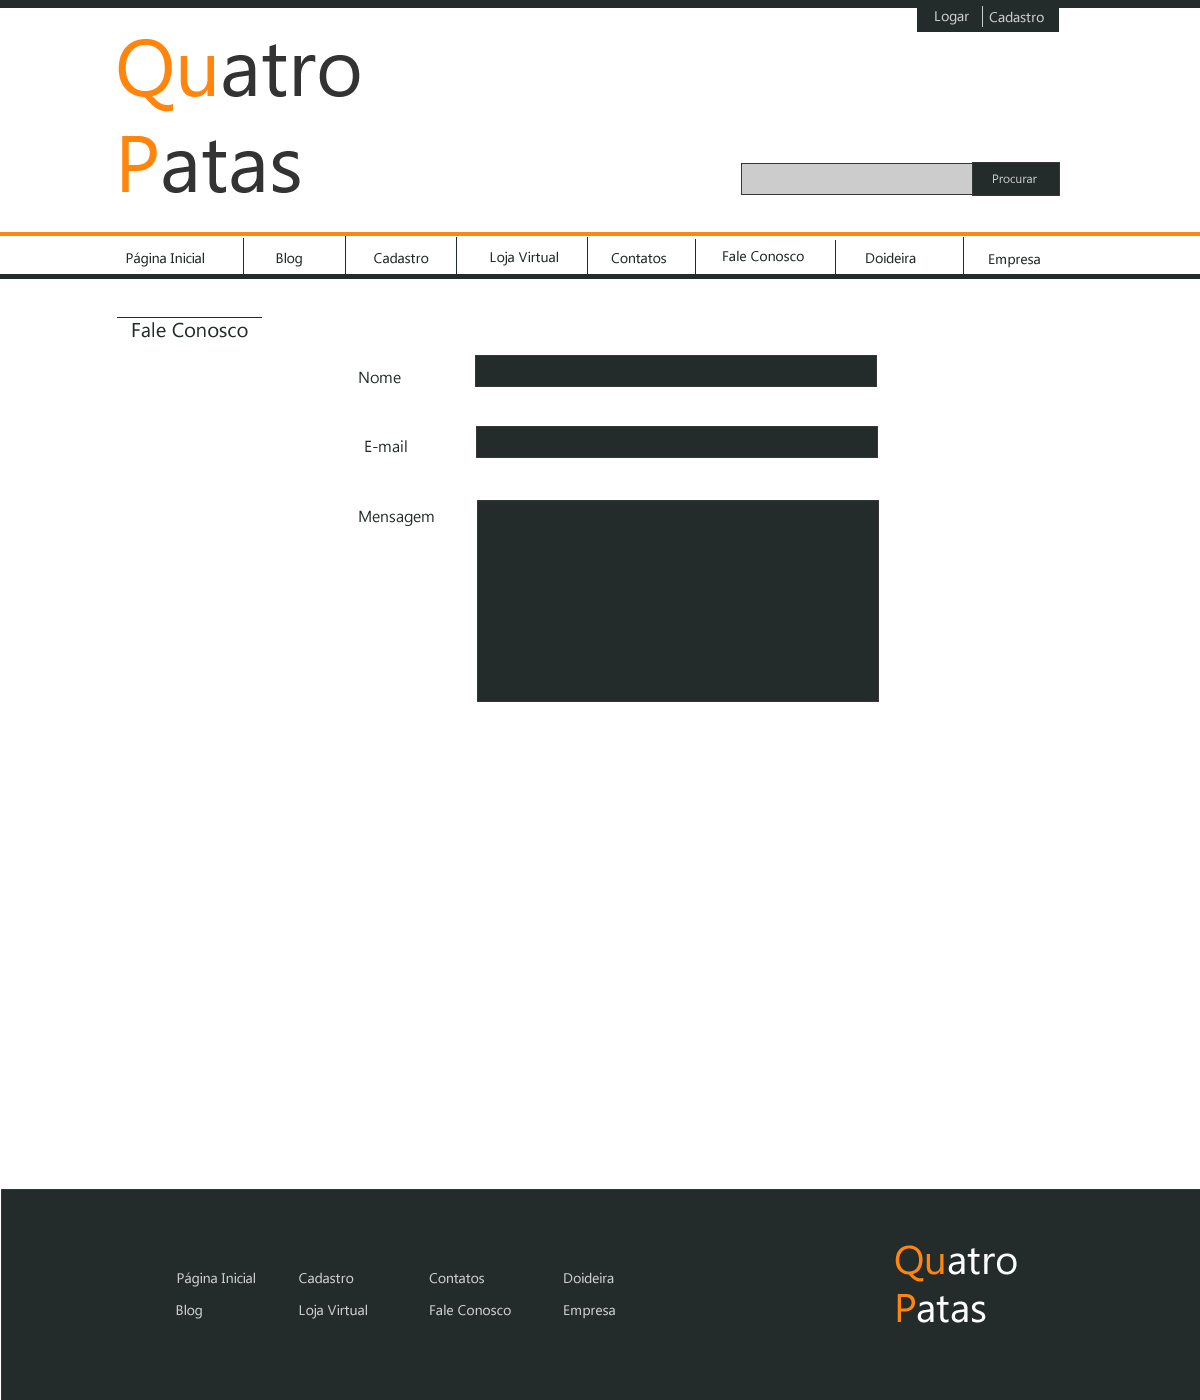 Logar Cadastro
Quatro
Patas
Procurar
Página Inicial Blog Cadastro Loja Virtual Contatos Fale Conosco Doideira Empresa
Fale Conosco
Nome
E-mail
Mensagem
Página Inicial Cadastro Contatos Doideira
Blog Loja Virtual Fale Conosco Empresa
Quatro
Patas